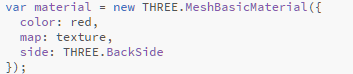 var material = new THREE.MeshBasicMaterial({
  color: red,
  map: texture,
  side: THREE.BackSide
});